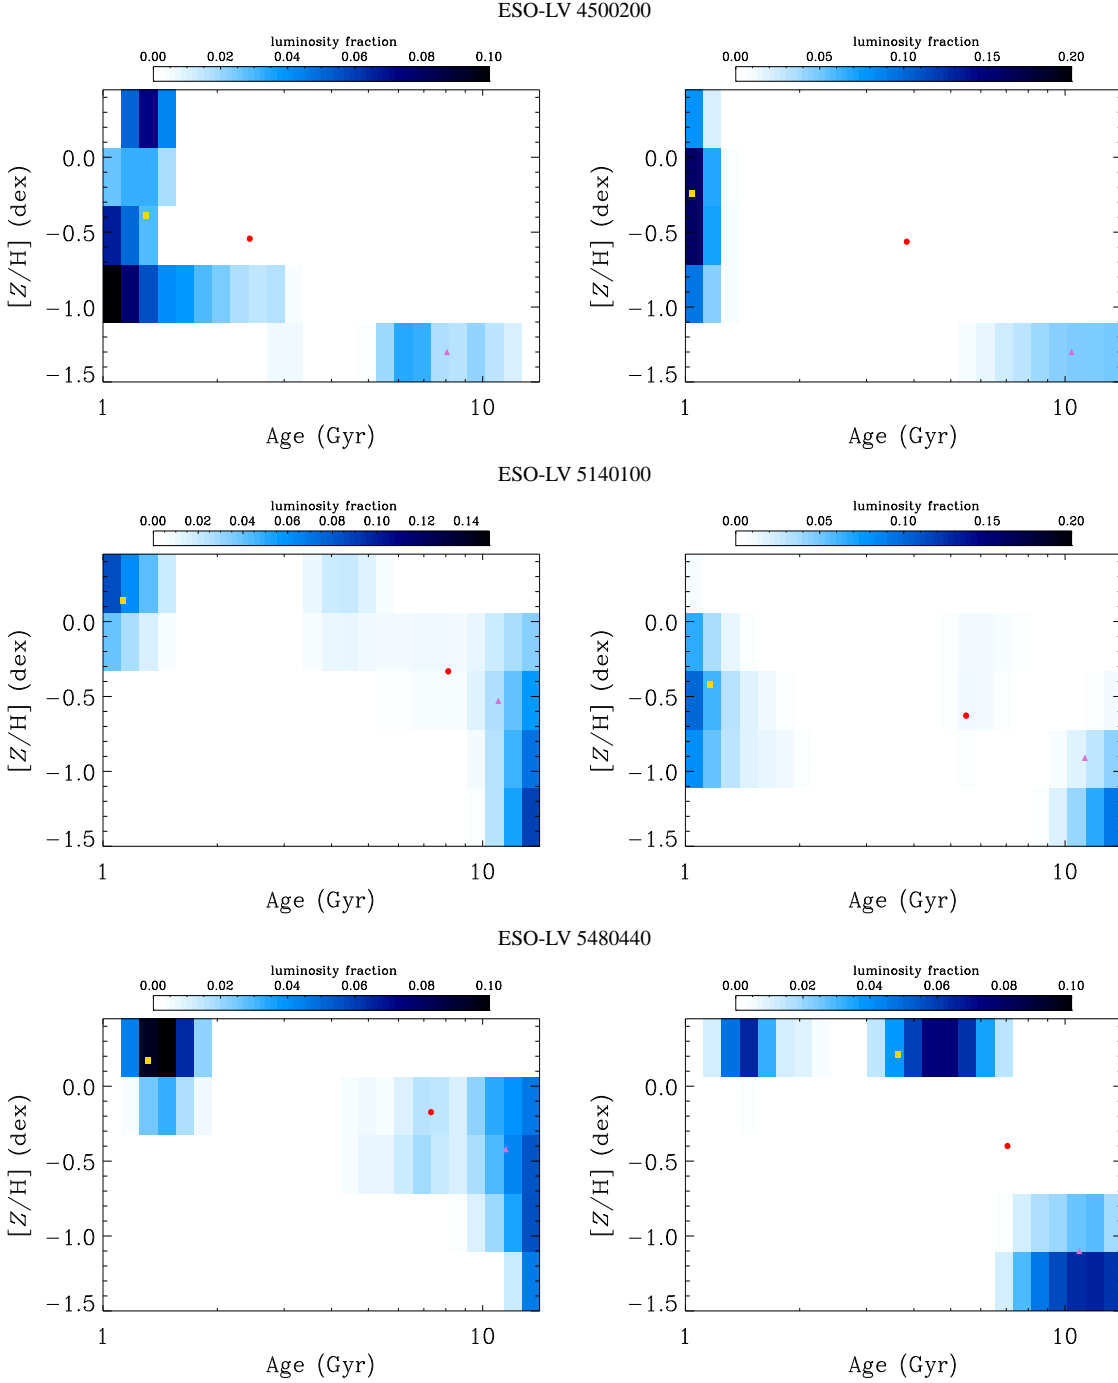 ESO-LV 4500200
luminosity fraction luminosity fraction
0.00 0.02 0.04 0.06 0.08 0.10 0.00 0.05 0.10 0.15 0.20
[Z/H] (dex) [Z/H] (dex)
0.0 0.0
−0.5 −0.5
−1.0 −1.0
−1.5 −1.5
1 10 1 10
Age (Gyr) Age (Gyr)
ESO-LV 5140100
luminosity fraction luminosity fraction
0.00 0.02 0.04 0.06 0.08 0.10 0.12 0.14 0.00 0.05 0.10 0.15 0.20
[Z/H] (dex) [Z/H] (dex)
0.0 0.0
−0.5 −0.5
−1.0 −1.0
−1.5 −1.5
1 10 1 10
Age (Gyr) Age (Gyr)
ESO-LV 5480440
luminosity fraction luminosity fraction
0.00 0.02 0.04 0.06 0.08 0.10 0.00 0.02 0.04 0.06 0.08 0.10
[Z/H] (dex) [Z/H] (dex)
0.0 0.0
−0.5 −0.5
−1.0 −1.0
−1.5 −1.5
1 10 1 10
Age (Gyr) Age (Gyr)